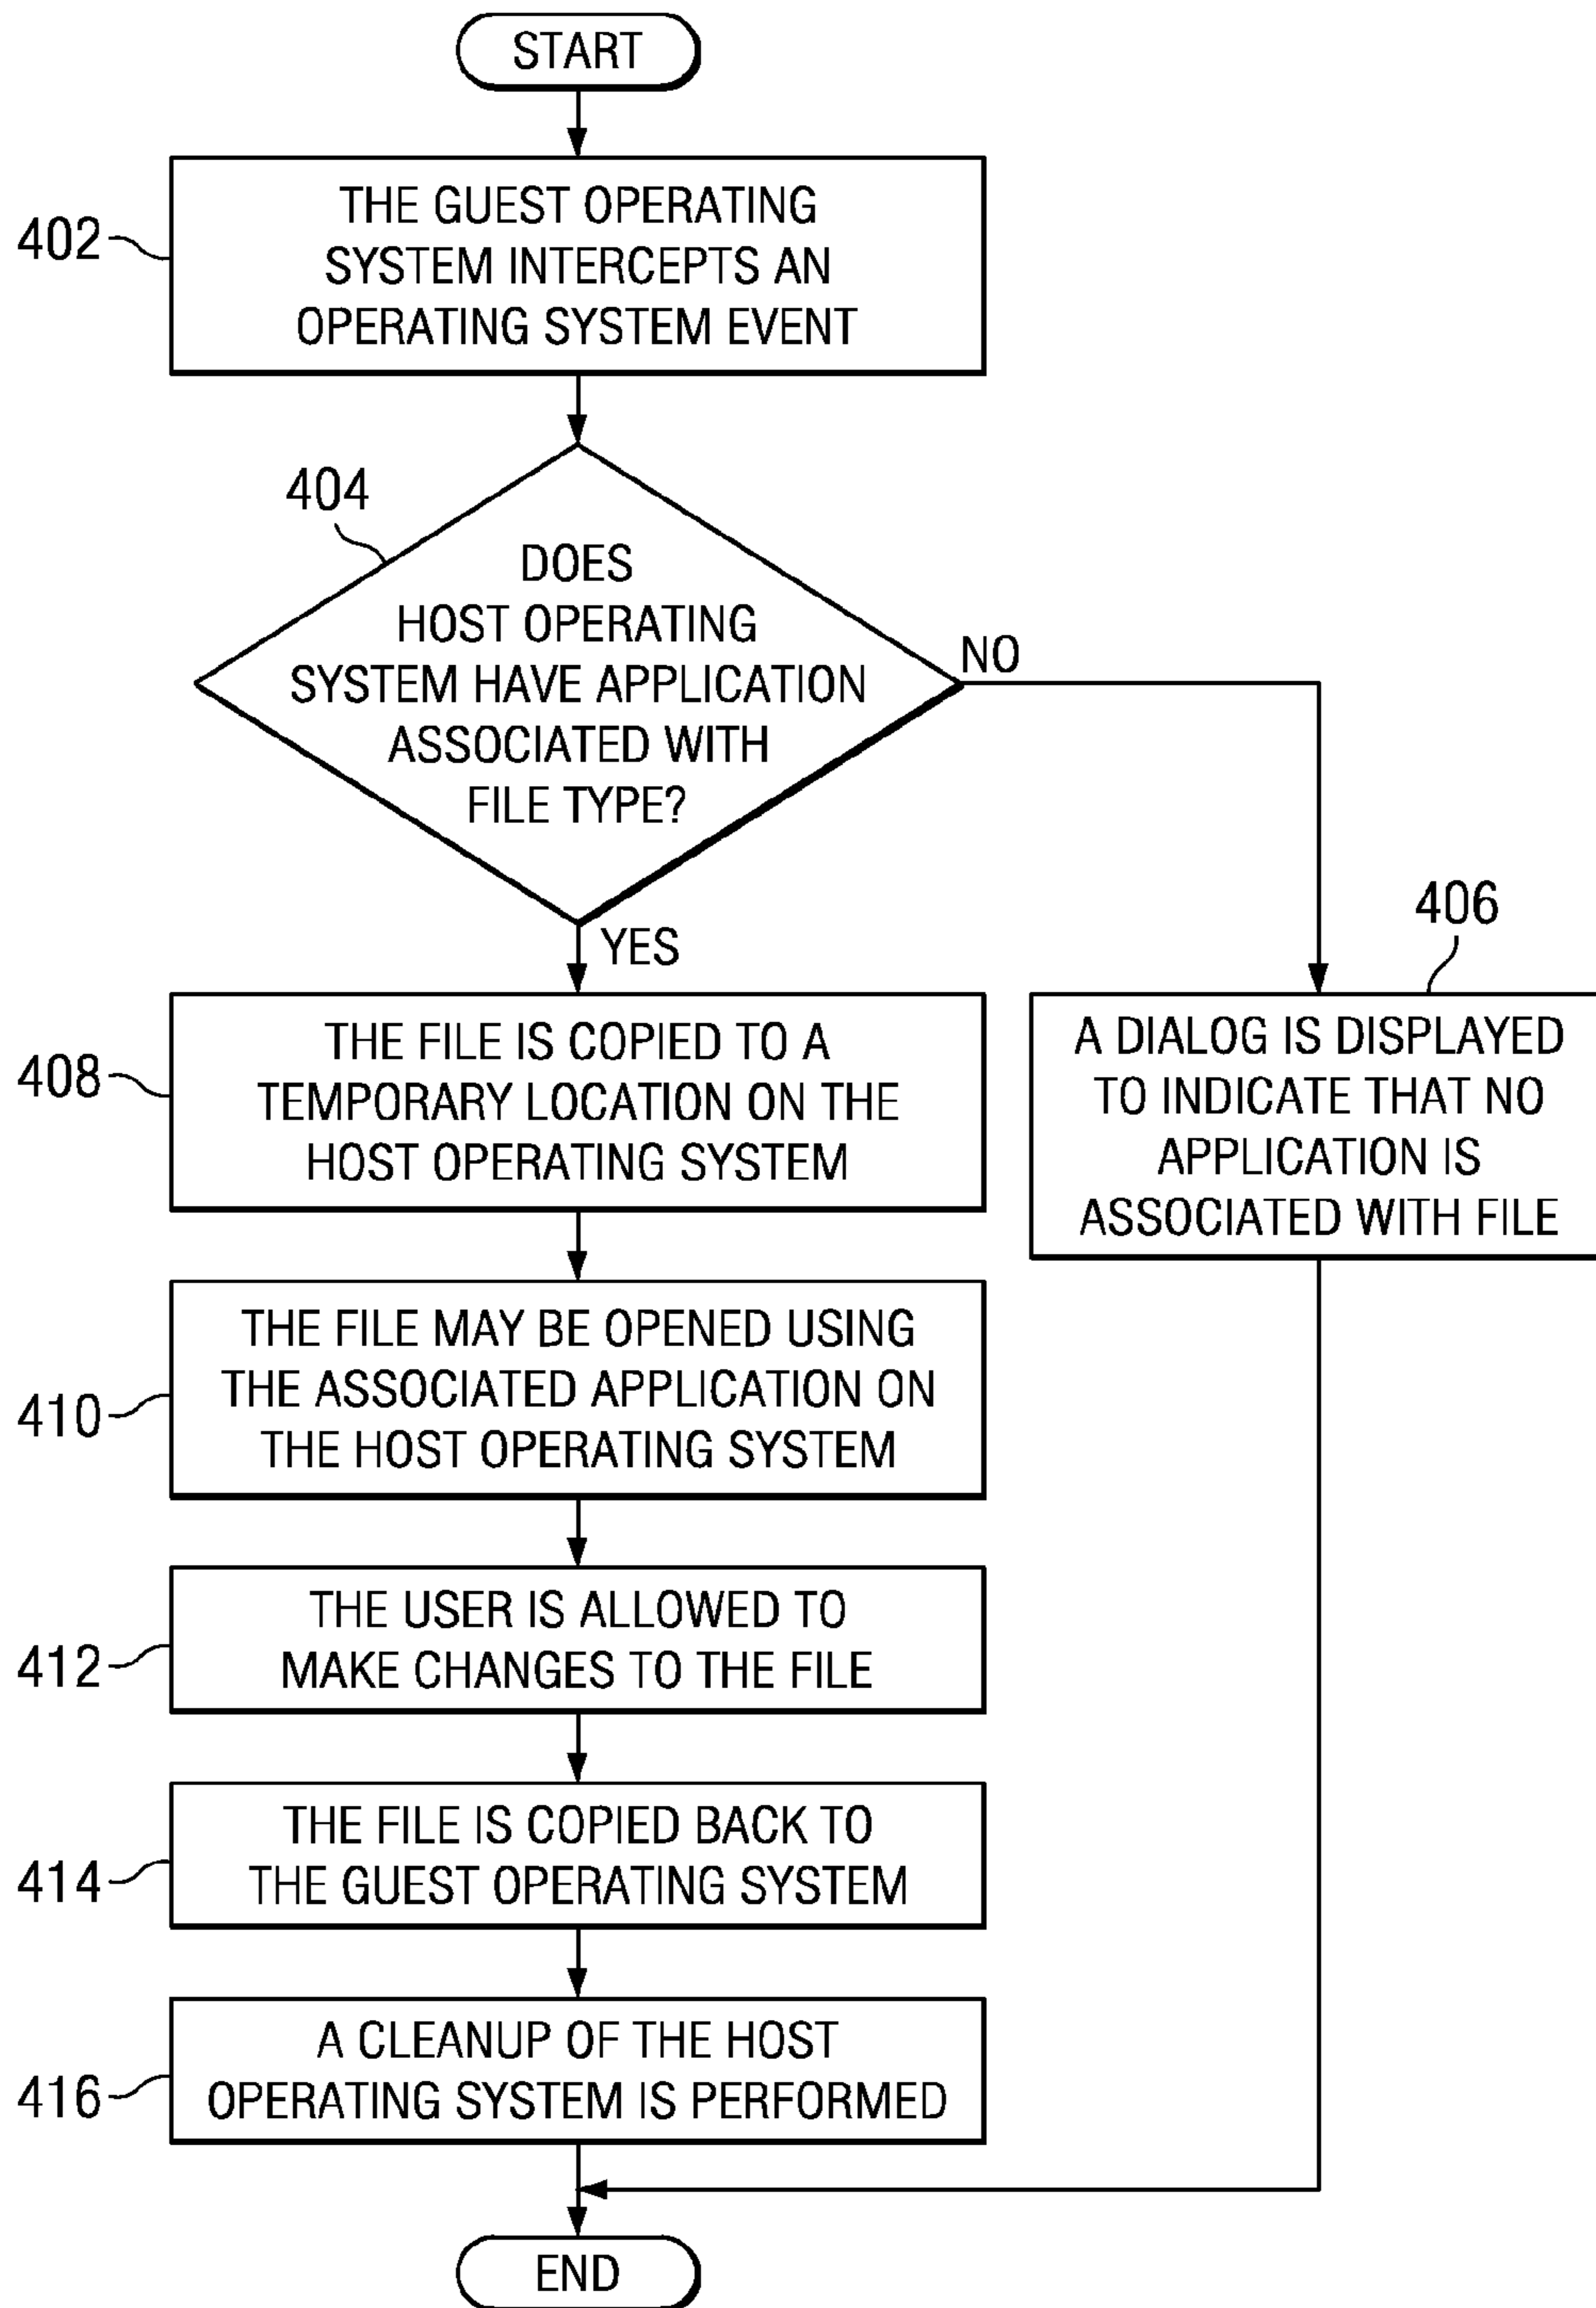 START
402
THE GUEST OPERATING
SYSTEM INTERCEPTS AN
OPERATING SYSTEM EVENT
404
DOES
HOST OPERATING
SYSTEM HAVE APPLICATION
ASSOCIATED WITH
FILE TYPE?
NO
YES
406
A DIALOG IS DISPLAYED
TO INDICATE THAT NO
APPLICATION IS
ASSOCIATED WITH FILE
408
THE FILE IS COPIED TO A
TEMPORARY LOCATION ON THE
HOST OPERATING SYSTEM
410
THE FILE MAY BE OPENED USING
THE ASSOCIATED APPLICATION ON
THE HOST OPERATING SYSTEM
412
THE USER IS ALLOWED TO
MAKE CHANGES TO THE FILE
414
THE FILE IS COPIED BACK TO
THE GUEST OPERATING SYSTEM
416
A CLEANUP OF THE HOST
OPERATING SYSTEM IS PERFORMED
END